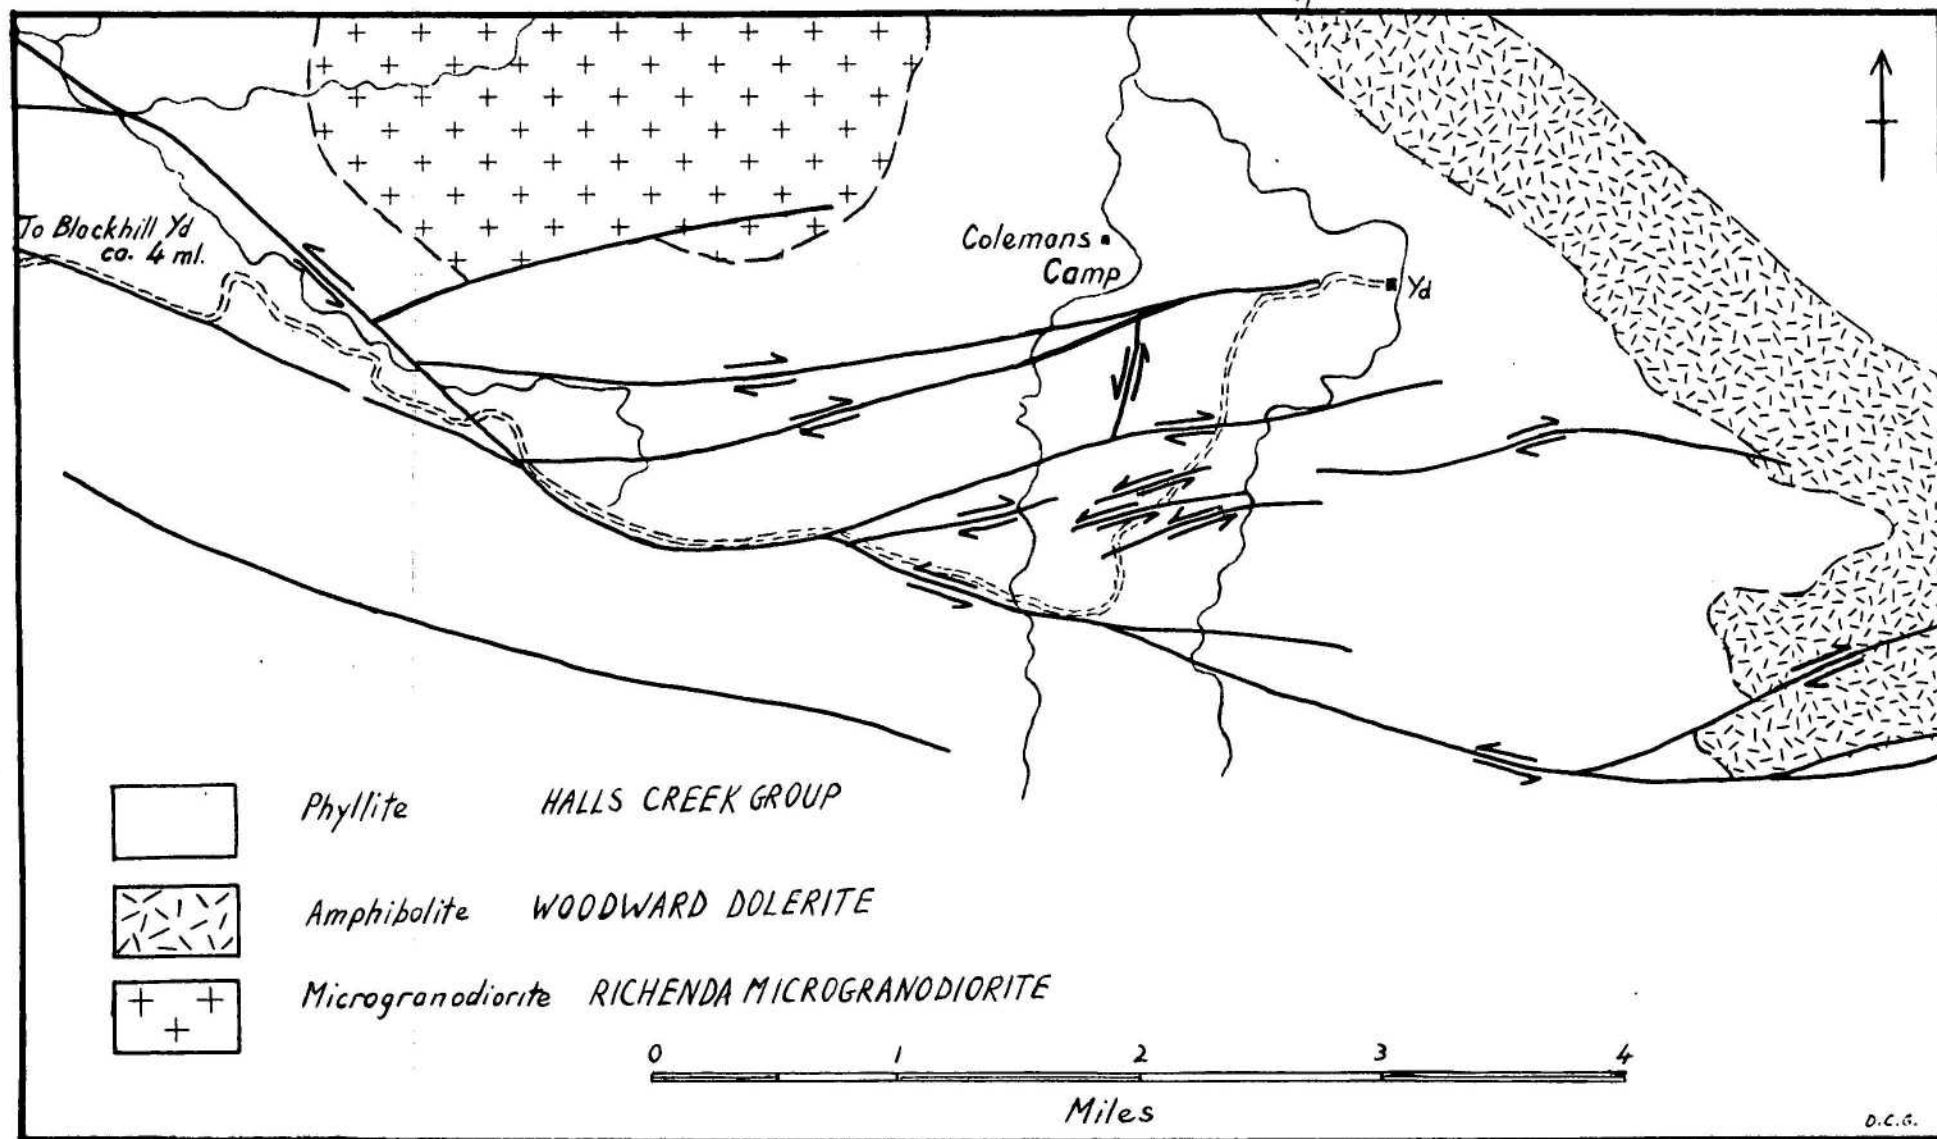 To Blackhill Yd
ca. 4 ml.
Colemans
Camp
Yd
Phyllite HALLS CREEK GROUP
Amphibolite WOODWARD DOLERITE
Microgranodiorite RICHENDA MICROGRANODIORITE
0 1 2 3 4
Miles
D.C.G.